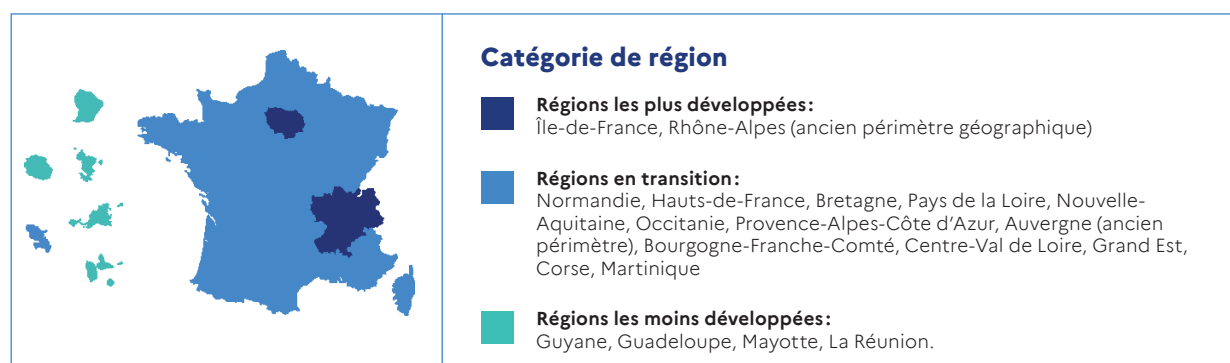 Catégorie de région
Régions les plus développées:
Île-de-France, Rhône-Alpes (ancien périmètre géographique)
Régions en transition:
Normandie, Hauts-de-France, Bretagne, Pays de la Loire, Nouvelle-
Aquitaine, Occitanie, Provence-Alpes-Côte d'Azur, Auvergne (ancien
périmètre), Bourgogne-Franche-Comté, Centre-Val de Loire, Grand Est,
Corse, Martinique
Régions les moins développées:
Guyane, Guadeloupe, Mayotte, La Réunion.